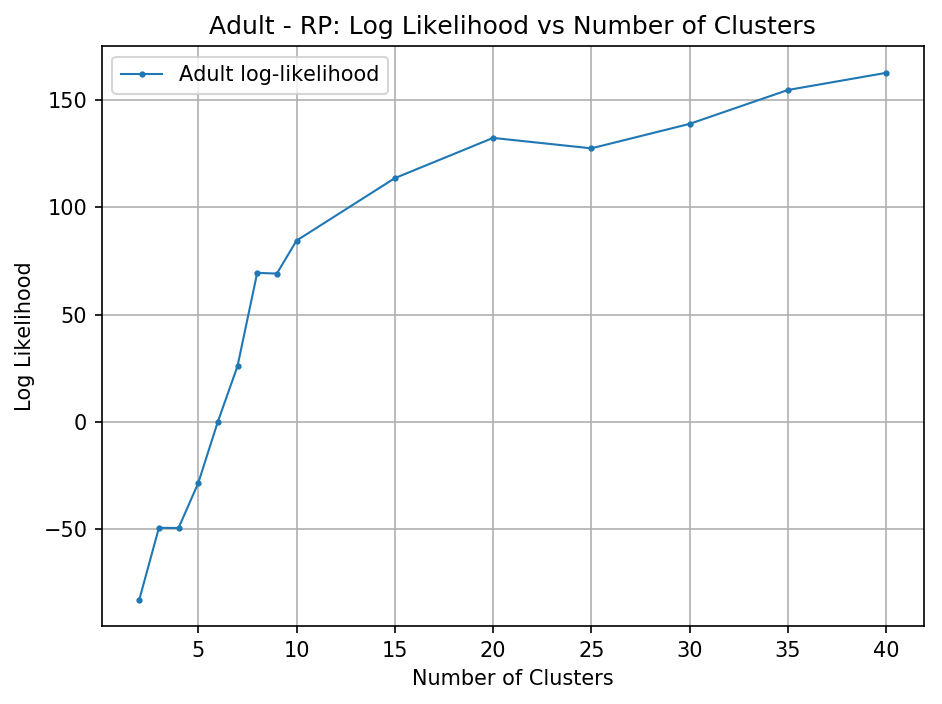 Adult - RP: Log Likelihood vs Number of Clusters
Adult log-likelihood
150
100
50
0
−50
Log Likelihood
5 10 15 20 25 30 35 40
Number of Clusters